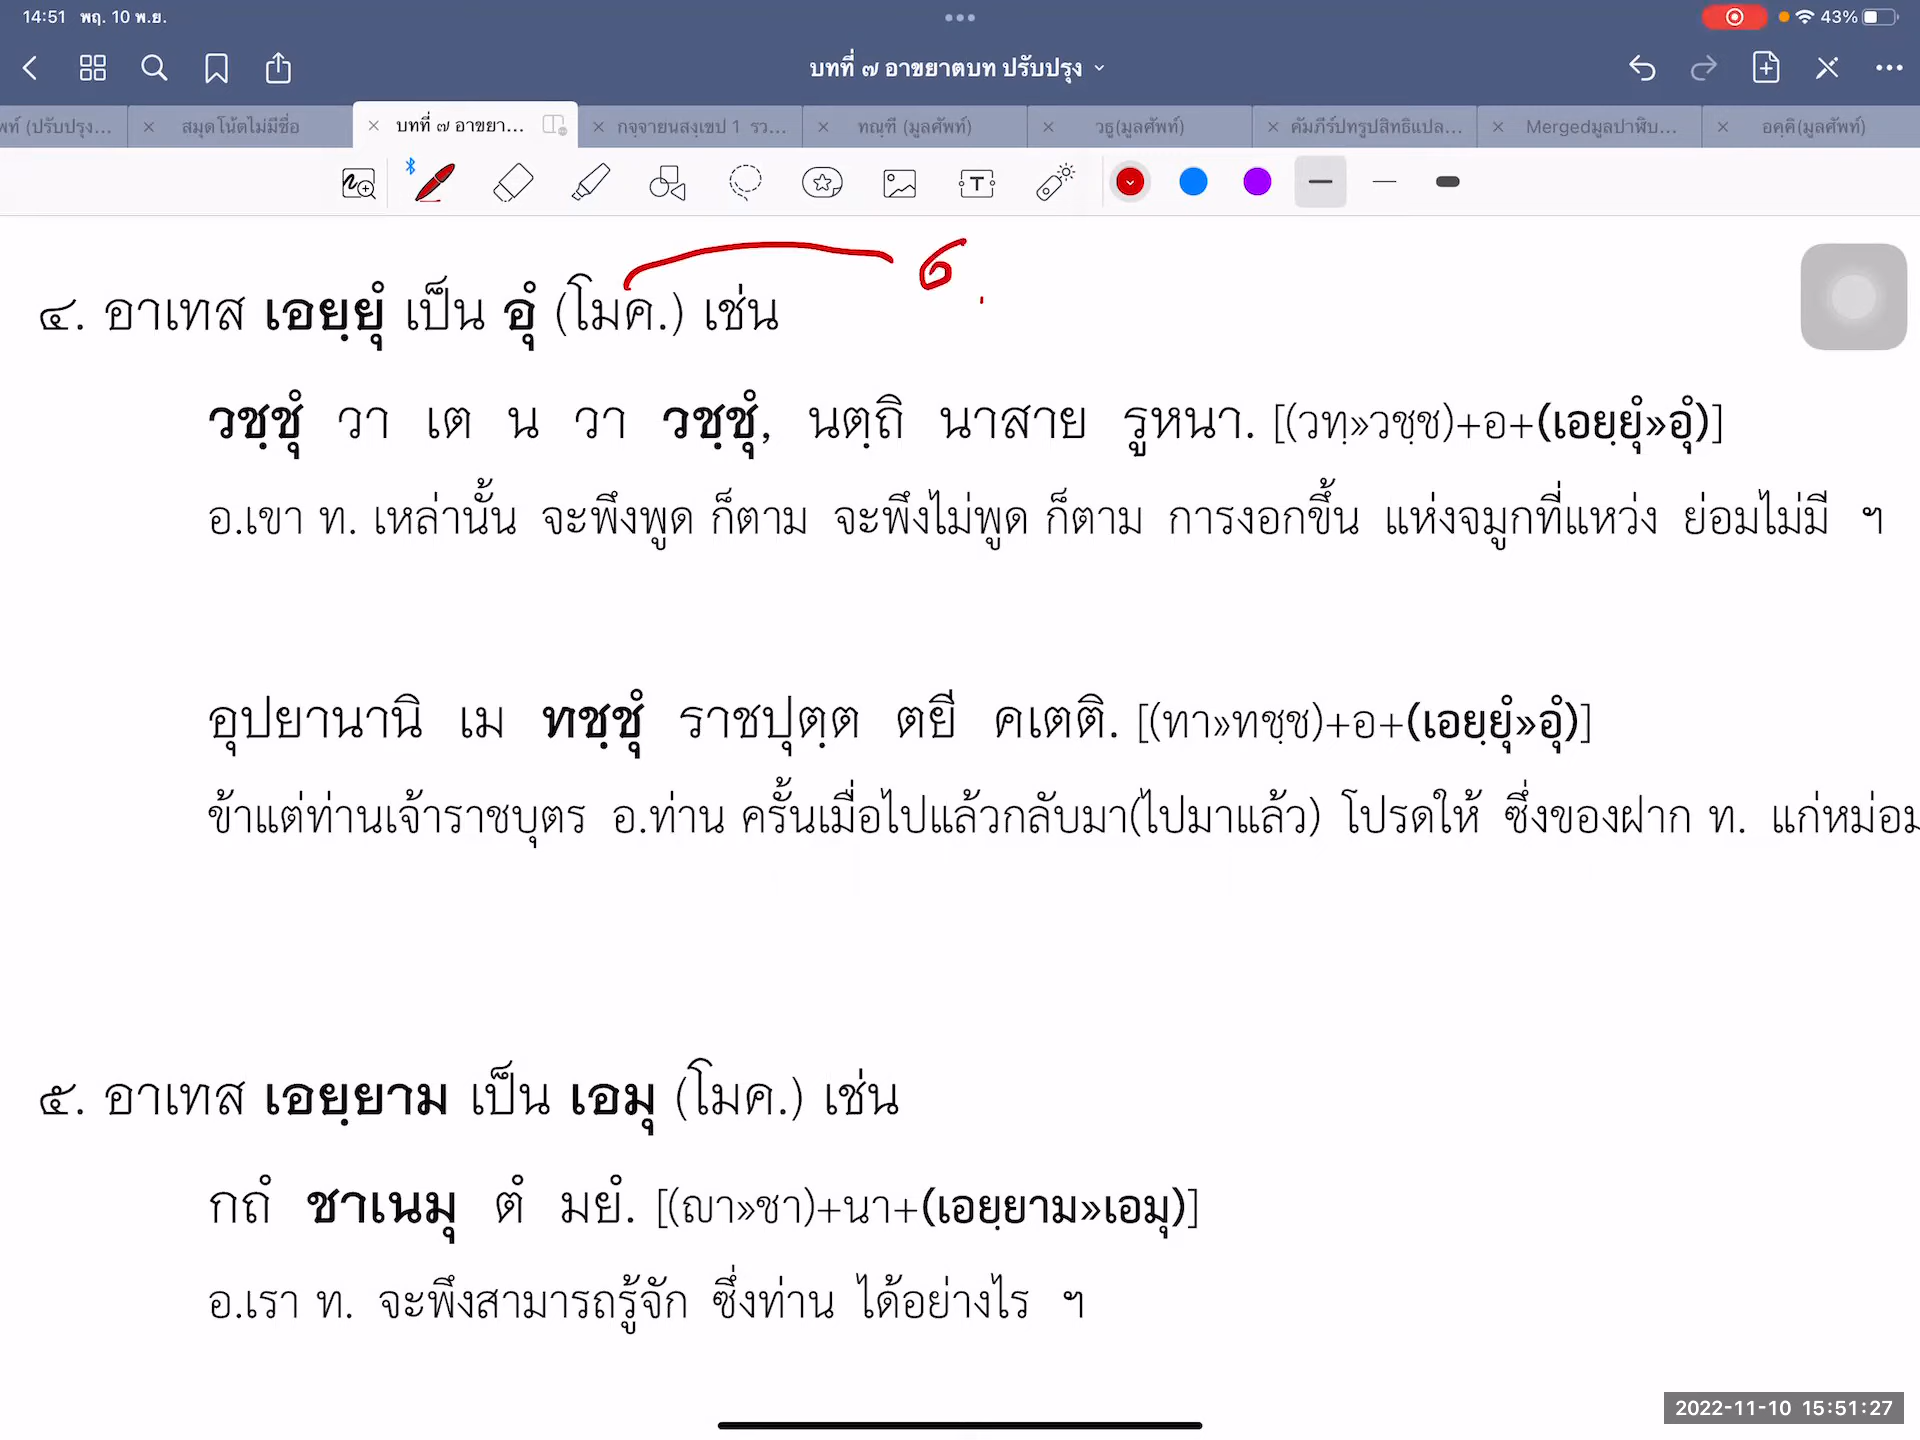 14:51 พฤ. 10 พ.ย.
43%
บทที่ ๗ อาขยาตบท ปรับปรุง
พท์ (ปรับปรุง...
สมุดโน้ตไม่มีชื่อ
บทที่ ๗ อาขยา...
กจฺจายนสงฺเขป 1 รว...
ทณฺฑี (มูลศัพท์)
วธู(มูลศัพท์)
คัมภีร์ปทรูปสิทธิแปล...
Mergedมูลปาฬิบ...
อคฺคิ(มูลศัพท์)
๔. อาเทส เอยฺยุํ เป็น อุํ (โมค.) เช่น
วชฺชุํ วา เต น วา วชฺชุํ, นตฺถิ นาสาย รูหนา. [(วทฺ»วชฺช)+อ+(เอยฺยุํ»อุํ)]
อ.เขา ท. เหล่านั้น จะพึงพูด ก็ตาม จะพึงไม่พูด ก็ตาม การงอกขึ้น แห่งจมูกที่แหว่ง ย่อมไม่มี ฯ
อุปยานานิ เม ทชฺชุํ ราชปุตฺต ตยี คเตติ. [(ทา»ทชฺช)+อ+(เอยฺยุํ»อุํ)]
ข้าแต่ท่านเจ้าราชบุตร อ.ท่าน ครั้นเมื่อไปแล้วกลับมา(ไปมาแล้ว) โปรดให้ ซึ่งของฝาก ท. แก่หม่อม
๕. อาเทส เอยฺยาม เป็น เอมุ (โมค.) เช่น
กถํ ชาเนมุ ตํ มยํ. [(ญา»ชา)+นา+(เอยฺยาม»เอมุ)]
อ.เรา ท. จะพึงสามารถรู้จัก ซึ่งท่าน ได้อย่างไร ฯ
2022-11-10 15:51:27